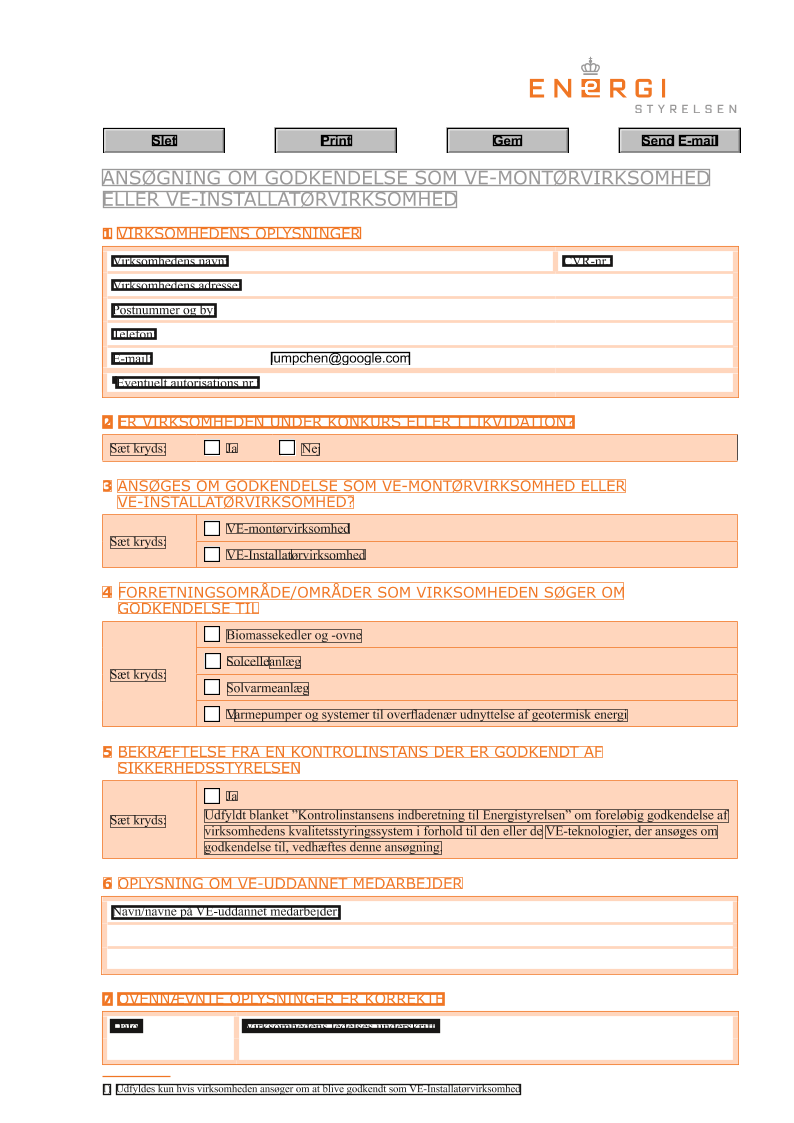 ENERGI
STYRELSEN
Slet Print Gem Send E-mail
ANSØGNING OM GODKENDELSE SOM VE-MONTØRVIRKSOMHED
ELLER VE-INSTALLATØRVIRKSOMHED
1 VIRKSOMHEDENS OPLYSNINGER
Virksomhedens navn CVR-nr.
Virksomhedens adresse
Postnummer og by
Telefon
E-mail jumpchen@google.com
Eventuelt autorisations nr.
2 ER VIRKSOMHEDEN UNDER KONKURS ELLER I LIKVIDATION?
Sæt kryds: Ja Nej
3 ANSØGES OM GODKENDELSE SOM VE-MONTØRVIRKSOMHED ELLER
VE-INSTALLATØRVIRKSOMHED?
Sæt kryds:
VE-montørvirksomhed
VE-Installatørvirksomhed
4 FORRETNINGSOMRÅDE/OMRÅDER SOM VIRKSOMHEDEN SØGER OM
GODKENDELSE TIL
Sæt kryds:
Biomassekedler og -ovne
Solcelleanlæg
Solvarmeanlæg
Varmepumper og systemer til overfladenær udnyttelse af geotermisk energi
5 BEKRÆFTELSE FRA EN KONTROLINSTANS DER ER GODKENDT AF
SIKKERHEDSSTYRELSEN
Sæt kryds:
Ja
Udfyldt blanket ”Kontrolinstansens indberetning til Energistyrelsen” om foreløbig godkendelse af
virksomhedens kvalitetsstyringssystem i forhold til den eller de VE-teknologier, der ansøges om
godkendelse til, vedhæftes denne ansøgning.
6 OPLYSNING OM VE-UDDANNET MEDARBEJDER
Navn/navne på VE-uddannet medarbejder
7 OVENNÆVNTE OPLYSNINGER ER KORREKTE
Dato Virksomhedens ledelses underskrift
1 Udfyldes kun hvis virksomheden ansøger om at blive godkendt som VE-Installatørvirksomhed